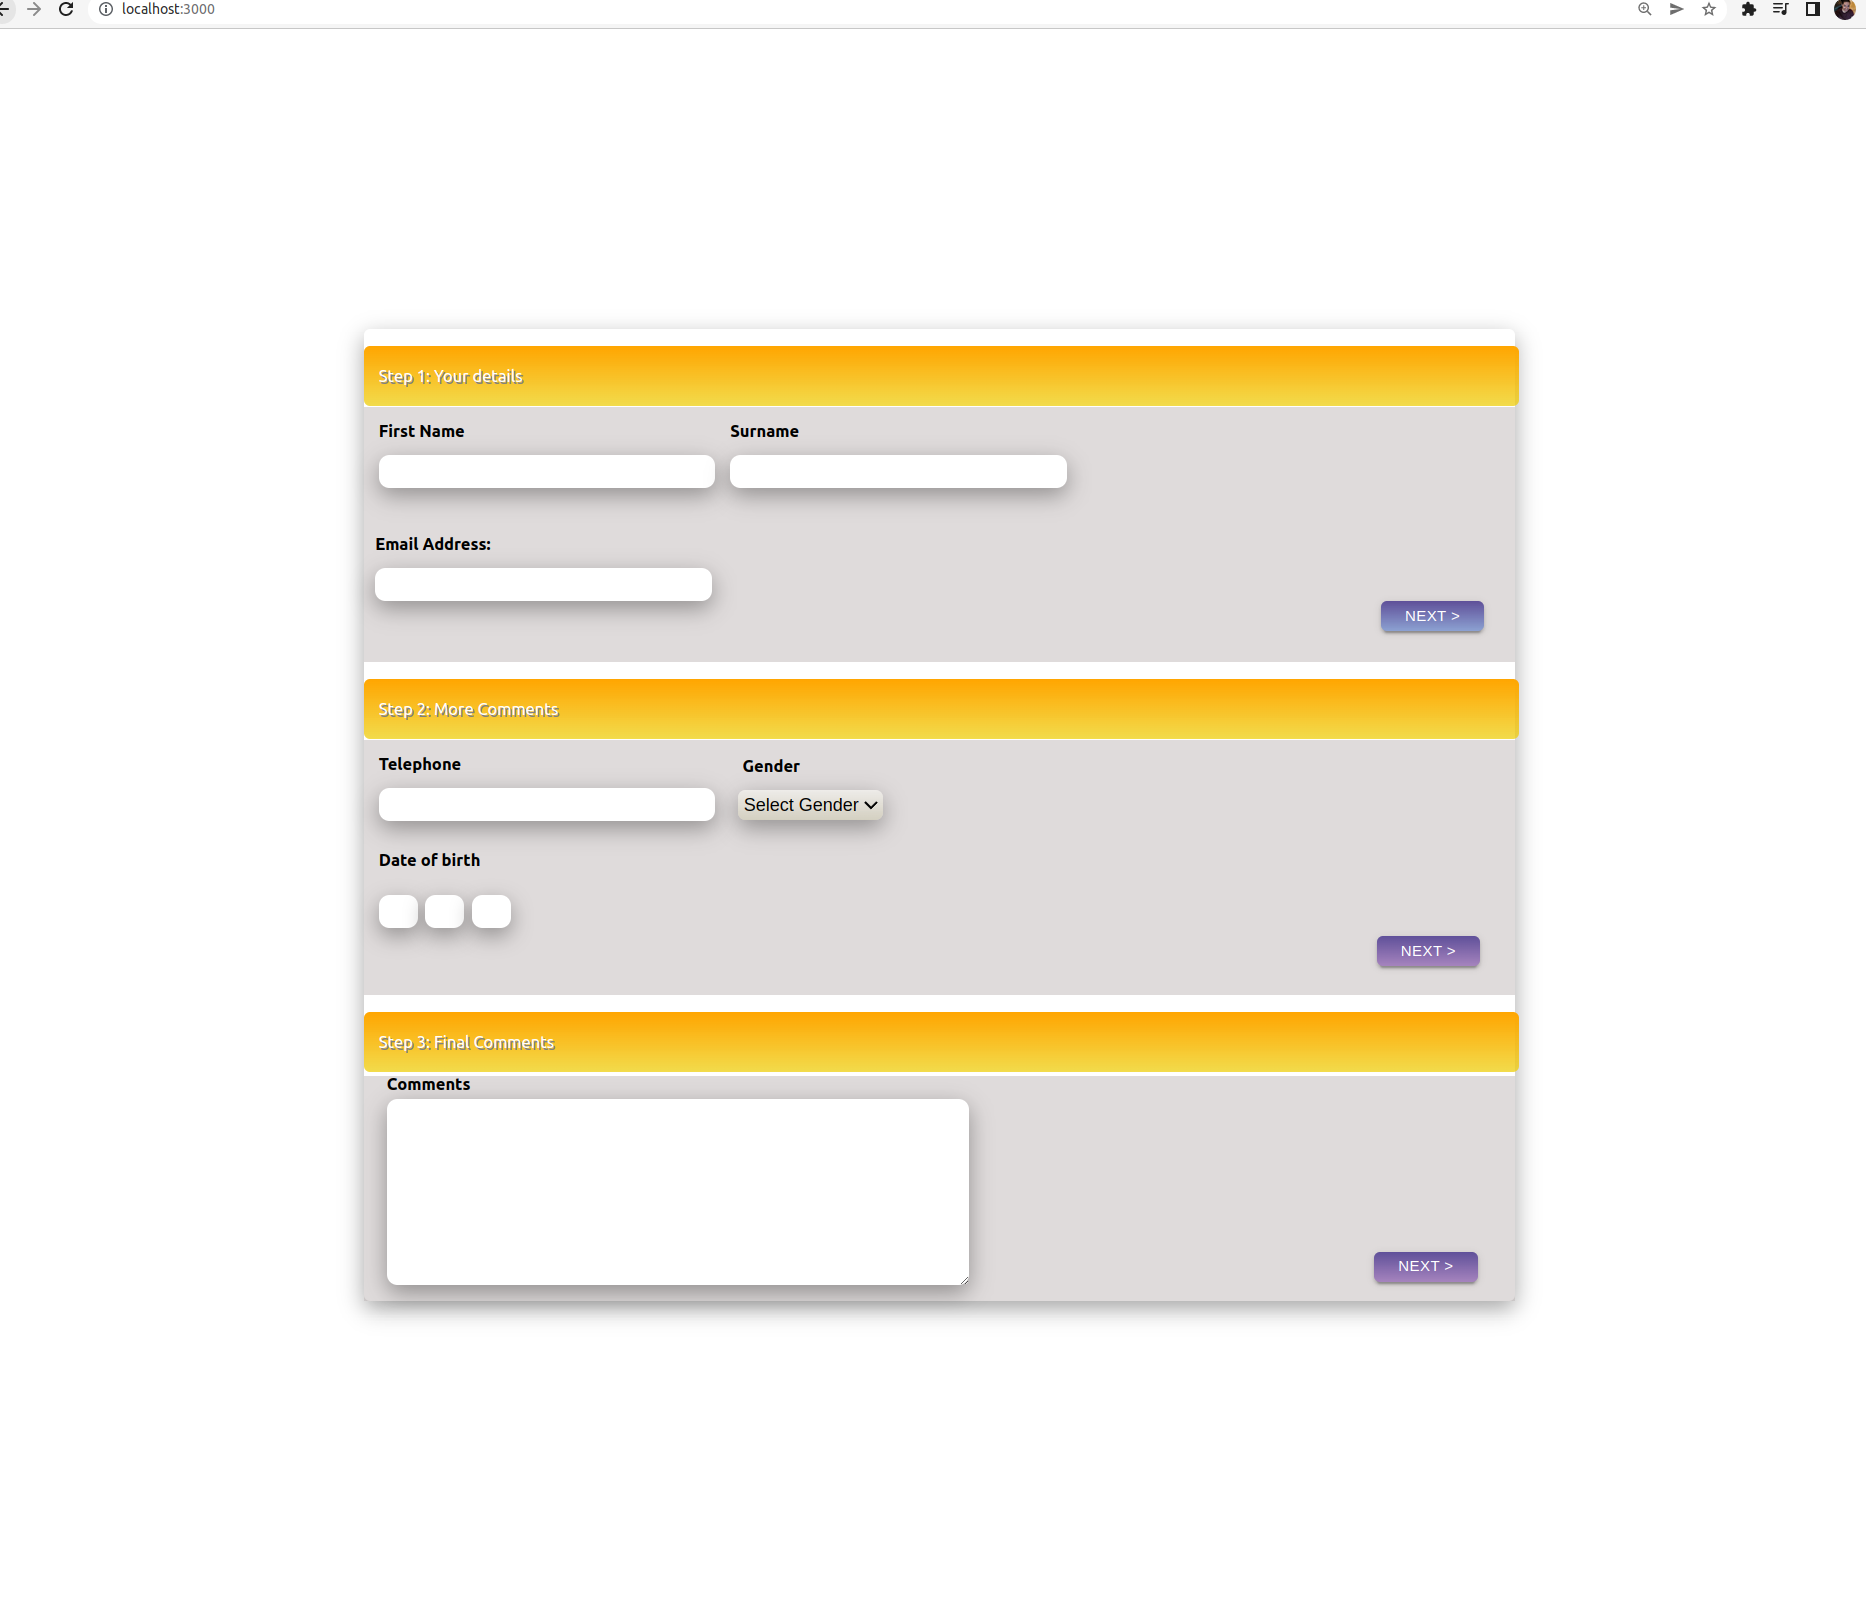 localhost:3000
Step 1: Your details
First Name Surname
Email Address:
NEXT >
Step 2: More Comments
Telephone Gender
Select Gender
Date of birth
NEXT >
Step 3: Final Comments
Comments
NEXT >